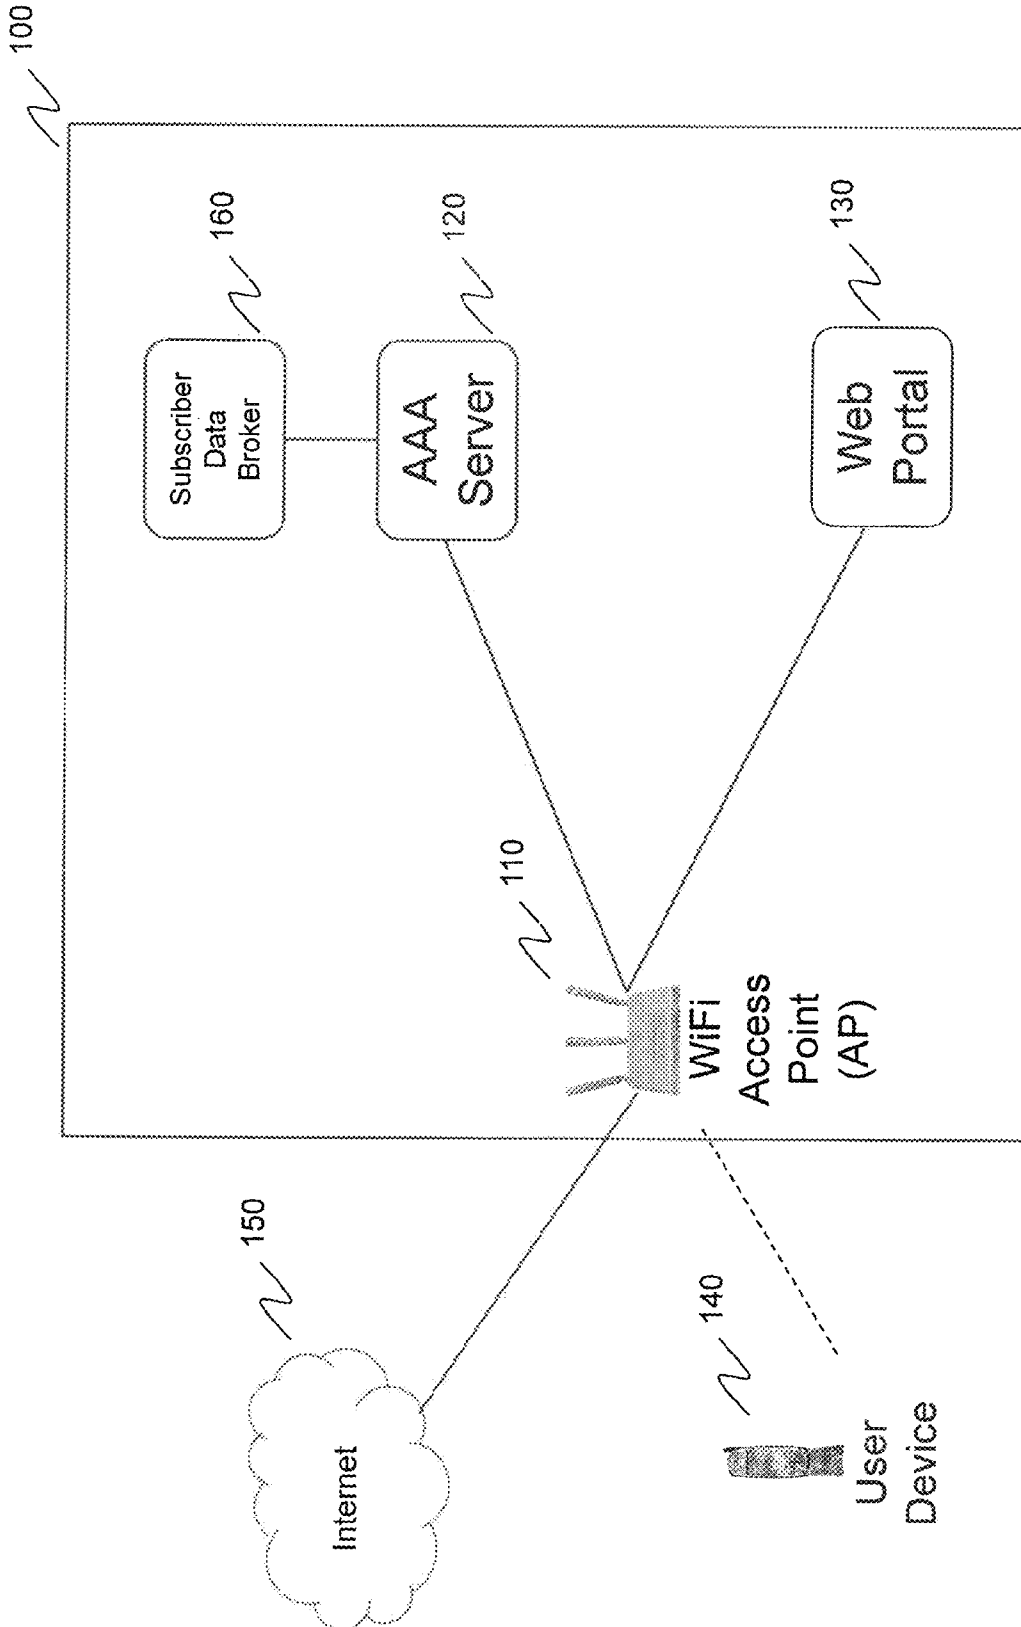 100
160
Subscriber
Data
Broker
120
AAA
Server
130
Web
Portal
110
WiFi
Access
Point
(AP)
150
Internet
140
User
Device